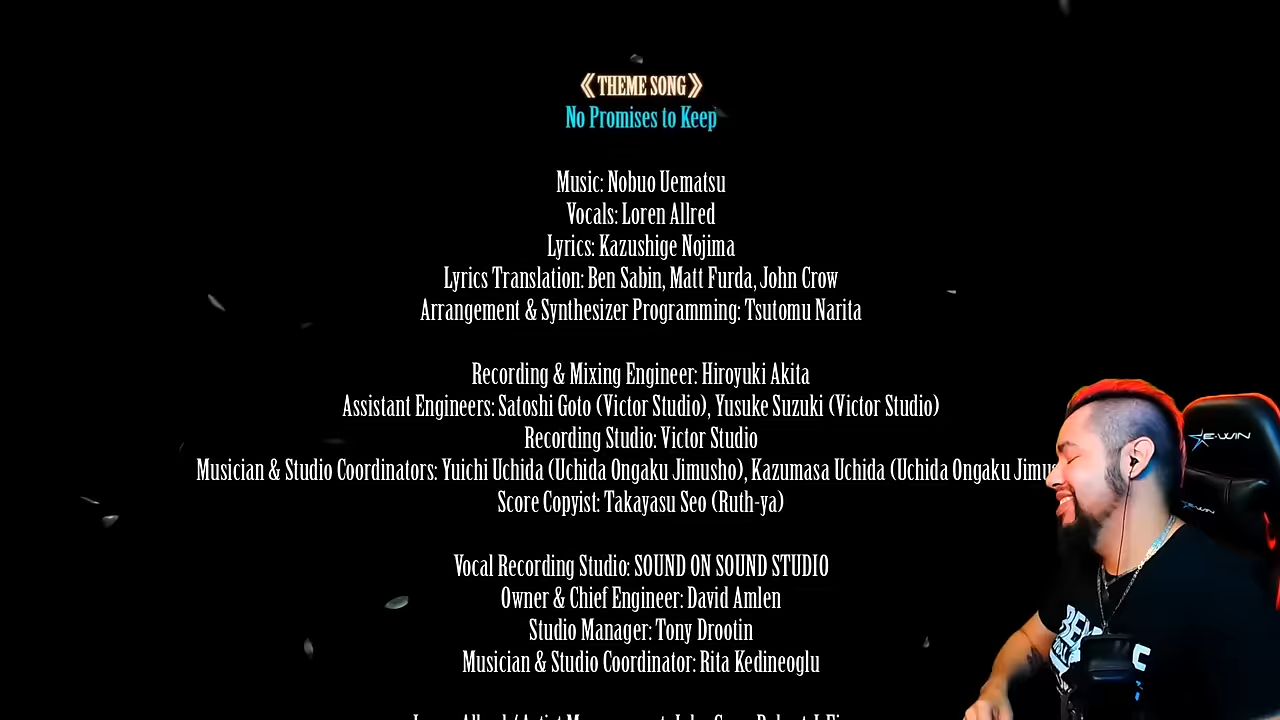 《THEME SONG》
No Promises to Keep
Music: Nobuo Uematsu
Vocals: Loren Allred
Lyrics: Kazushige Nojima
Lyrics Translation: Ben Sabin, Matt Furda, John Crow
Arrangement & Synthesizer Programming: Tsutomu Narita
Recording & Mixing Engineer: Hiroyuki Akita
Assistant Engineers: Satoshi Goto (Victor Studio), Yusuke Suzuki (Victor Studio)
Recording Studio: Victor Studio
Musician & Studio Coordinators: Yuichi Uchida (Uchida Ongaku Jimusho), Kazumasa Uchida (Uchida Ongaku
Score Copyist: Takayasu Seo (Ruth-ya)
Vocal Recording Studio: SOUND ON SOUND STUDIO
Owner & Chief Engineer: David Amlen
Studio Manager: Tony Drootin
Musician & Studio Coordinator: Rita Kedineoglu
E-WIN